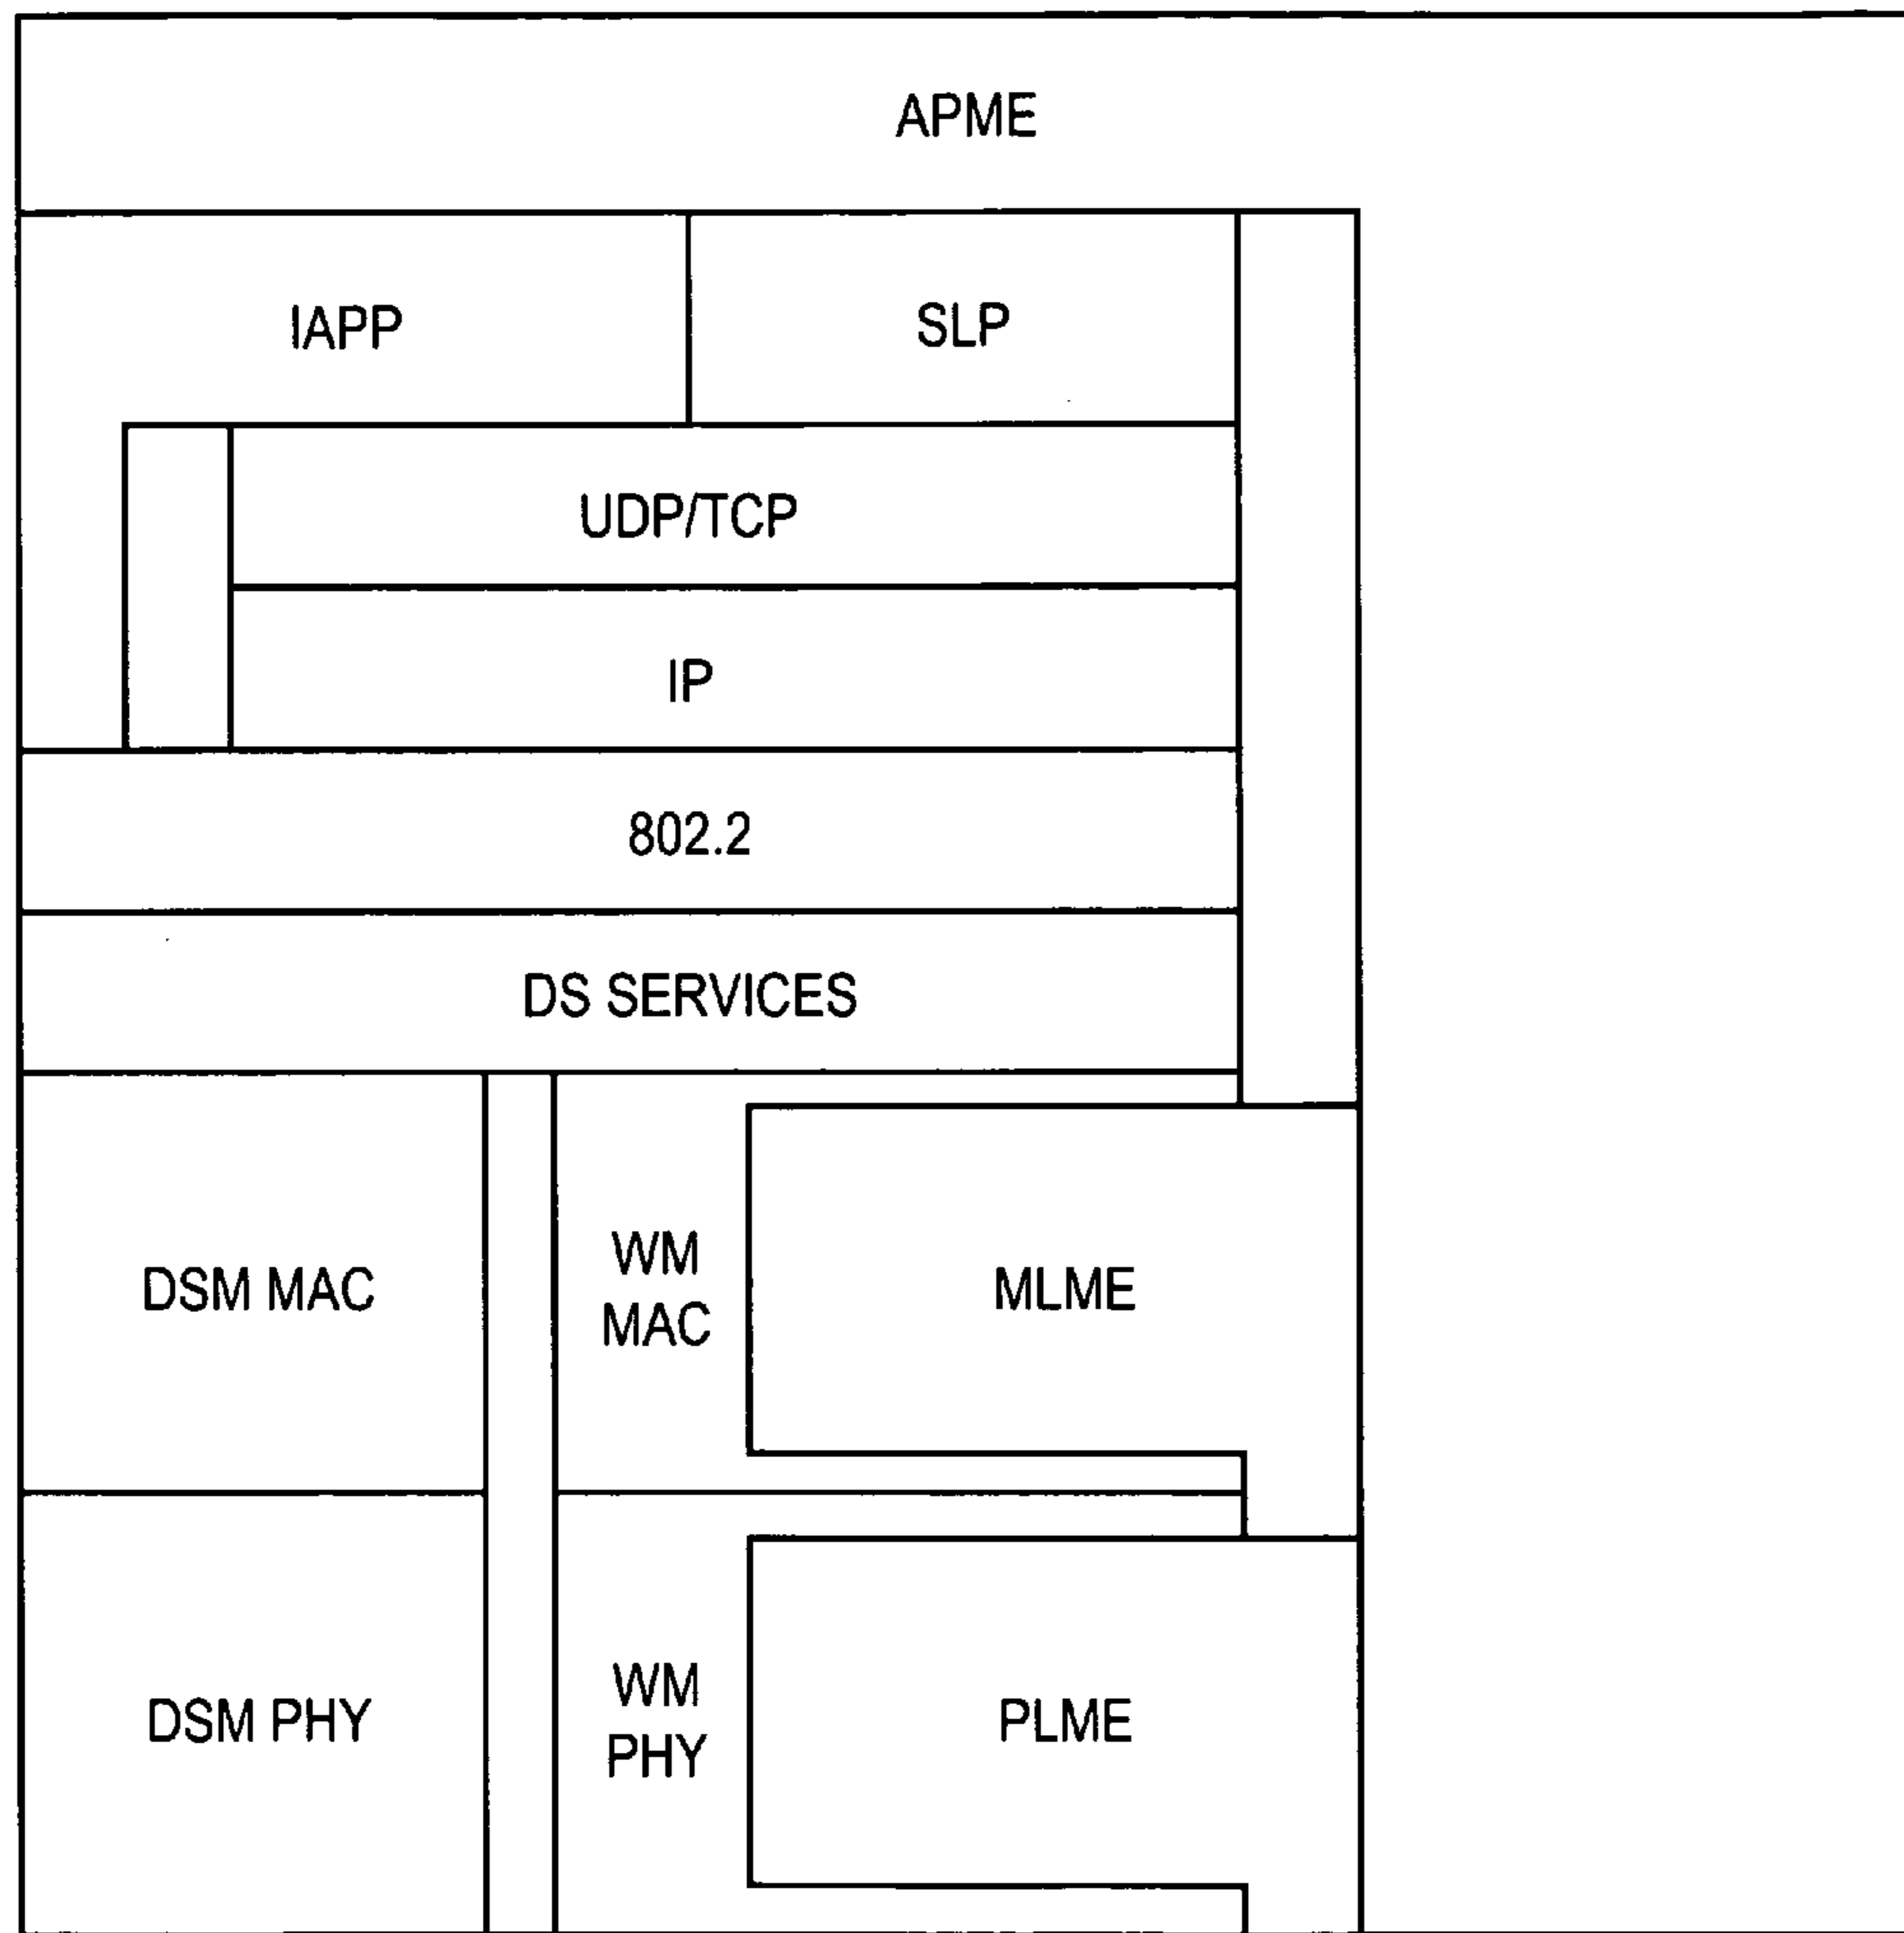 APME
IAPP
SLP
UDP/TCP
IP
802.2
DS SERVICES
DSM MAC
WM
MAC
MLME
DSM PHY
WM
PHY
PLME